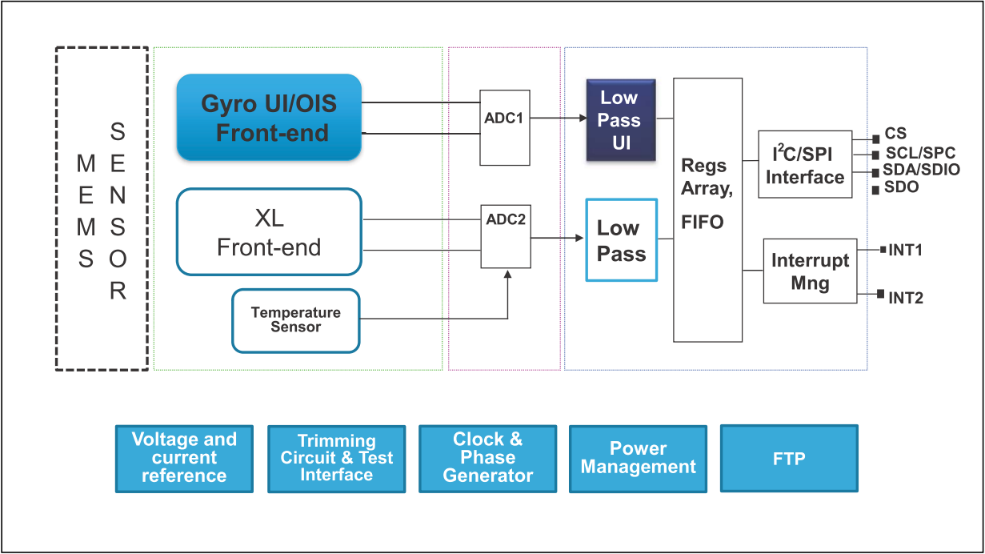 MEMS
SENSOR
Gyro UI/OIS
Front-end
XL
Front-end
Temperature
Sensor
ADC1
ADC2
Low
Pass
UI
Low
Pass
Regs
Array,
FIFO
I²C/SPI
Interface
Interrupt
Mng
CS
SCL/SPC
SDA/SDIO
SDO
INT1
INT2
Voltage and
current
reference
Trimming
Circuit & Test
Interface
Clock &
Phase
Generator
Power
Management
FTP